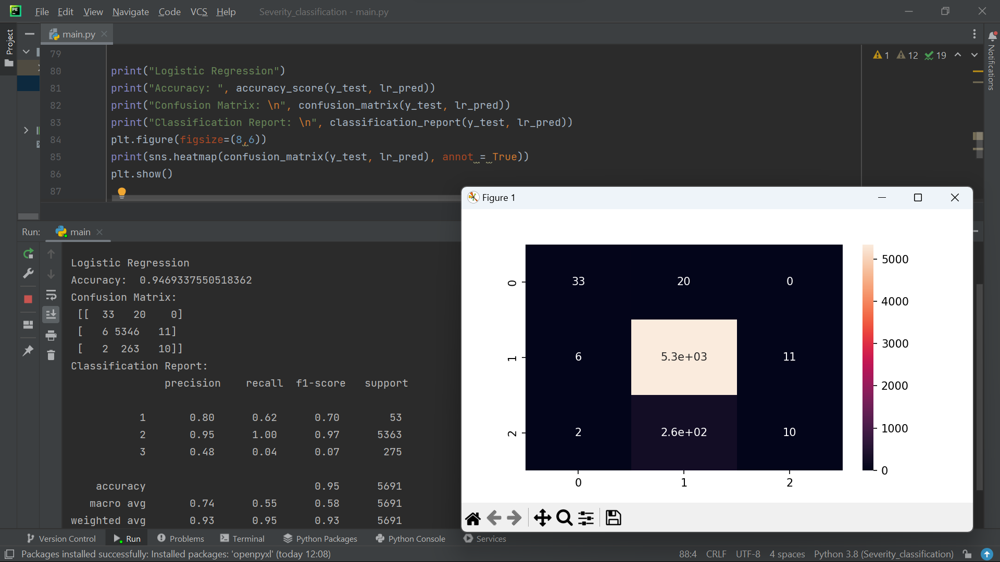 File Edit View Navigate Code VCS Help Severity_classification - main.py
Project
main.py
Notifications
1 12 19
79
80 print("Logistic Regression")
81 print("Accuracy: ", accuracy_score(y_test, lr_pred))
82 print("Confusion Matrix: \n", confusion_matrix(y_test, lr_pred))
83 print("Classification Report: \n", classification_report(y_test, lr_pred))
84 plt.figure(figsize=(8,6))
85 print(sns.heatmap(confusion_matrix(y_test, lr_pred), annot = True))
86 plt.show()
87
Run: main
Logistic Regression
Accuracy:  0.9469337550518362
Confusion Matrix:
[[  33   20    0]
[   6 5346   11]
[   2  263   10]]
Classification Report:
precision recall f1-score support
1 0.80 0.62 0.70 53
2 0.95 1.00 0.97 5363
3 0.48 0.04 0.07 275
accuracy 0.95 5691
macro avg 0.74 0.55 0.58 5691
weighted avg 0.93 0.95 0.93 5691
Figure 1
0 33 20 0
1 6 5.3e+03 11
2 2 2.6e+02 10
0 1 2
5000
4000
3000
2000
1000
0
Version Control Run Problems Terminal Python Packages Python Console Services
Packages installed successfully: Installed packages: 'openpyxl' (today 12:08) 88:4 CRLF UTF-8 4 spaces Python 3.8 (Severity_classification)